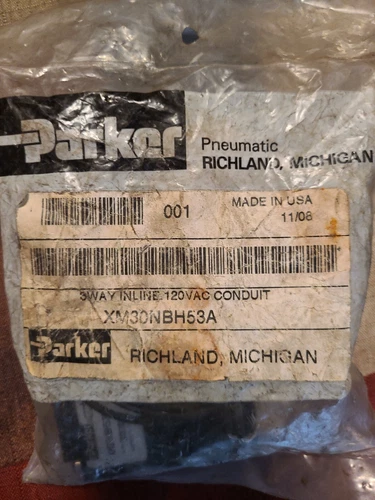 Parker
Pneumatic
RICHLAND, MICHIGAN
001
MADE IN USA
11/08
3WAY INLINE 120VAC CONDUIT
XM30NBH53A
Parker
RICHLAND, MICHIGAN